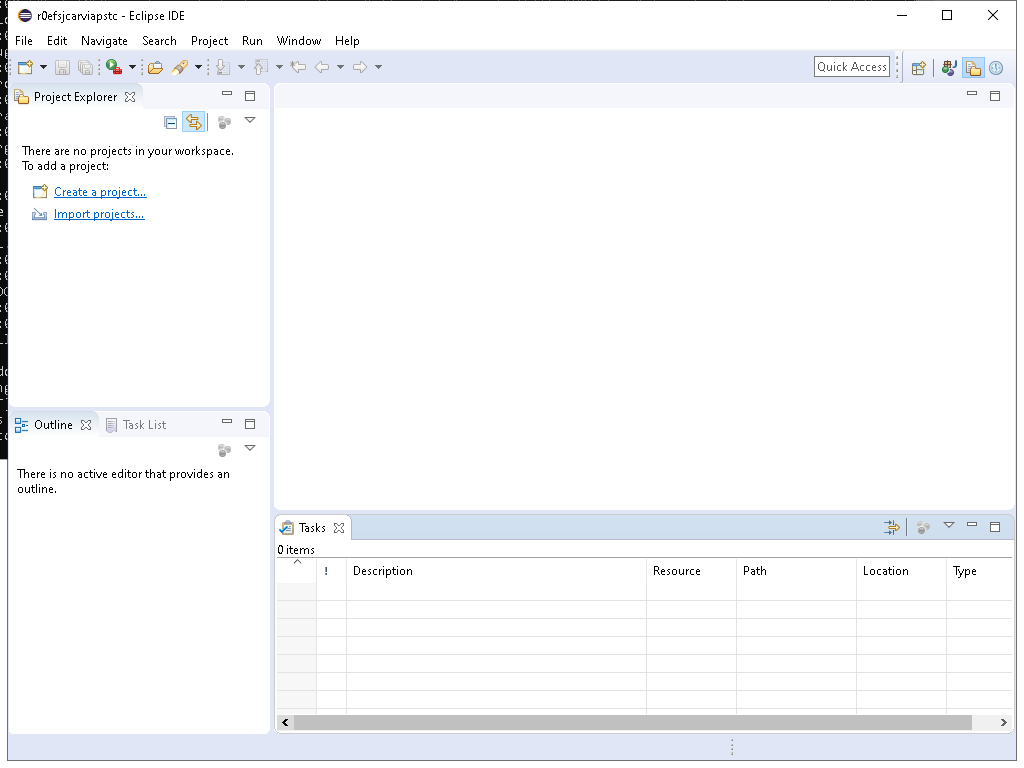 r0efsjcarviapstc - Eclipse IDE
File Edit Navigate Search Project Run Window Help
Quick Access
Project Explorer
There are no projects in your workspace.
To add a project:
Create a project...
Import projects...
Outline Task List
There is no active editor that provides an
outline.
Tasks
0 items
! Description Resource Path Location Type